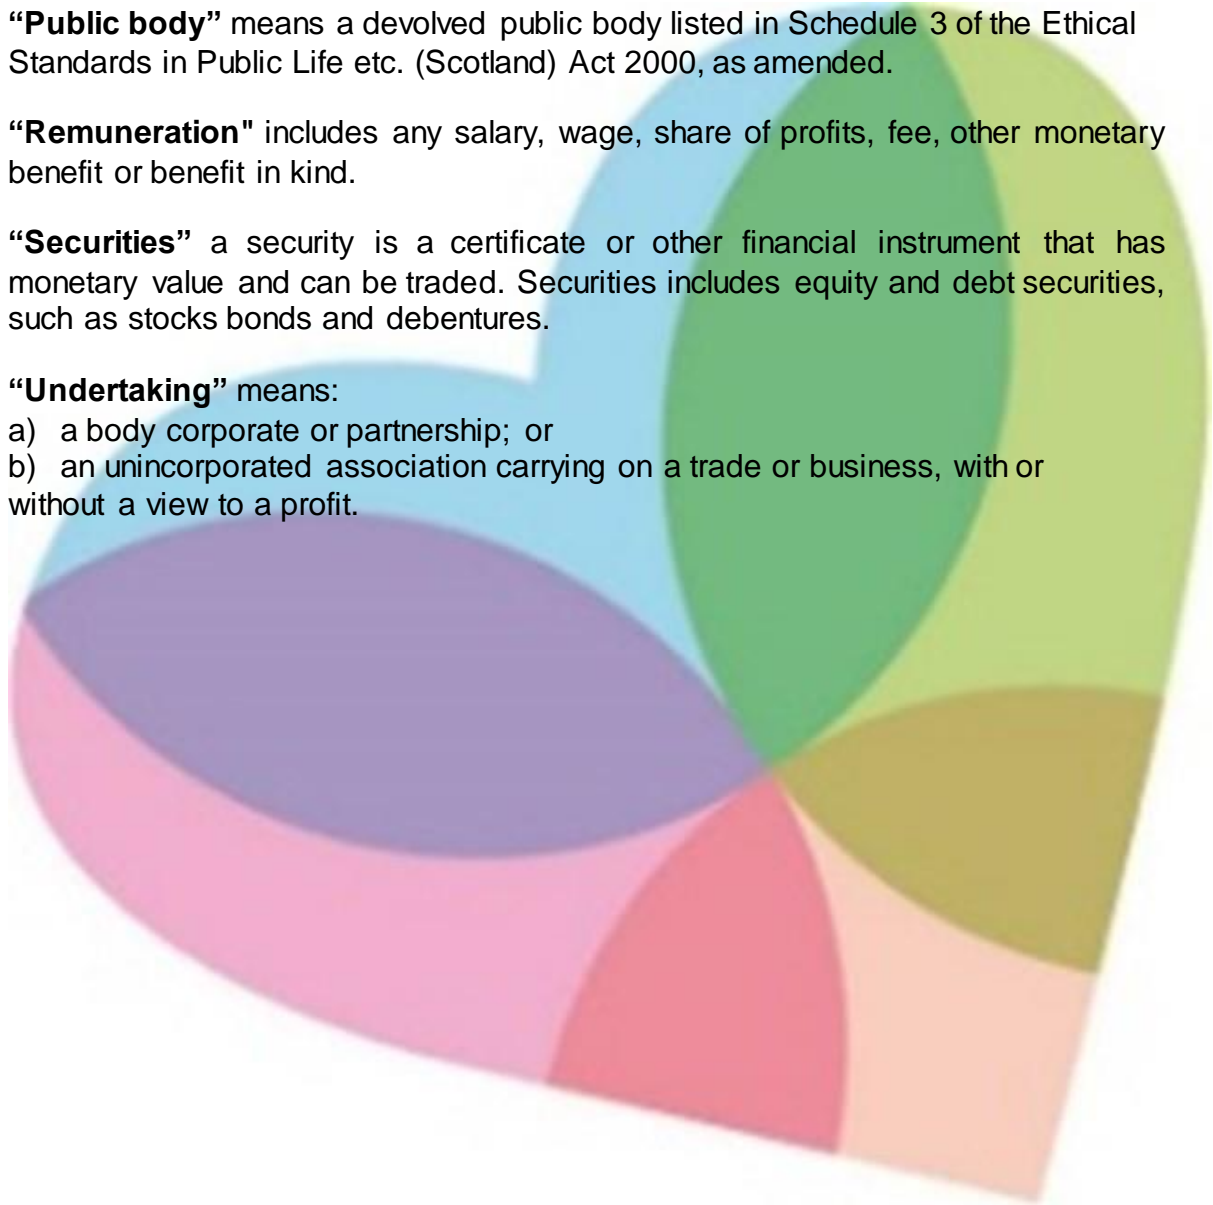 “Public body” means a devolved public body listed in Schedule 3 of the Ethical
Standards in Public Life etc. (Scotland) Act 2000, as amended.
“Remuneration" includes any salary, wage, share of profits, fee, other monetary
benefit or benefit in kind.
“Securities” a security is a certificate or other financial instrument that has
monetary value and can be traded. Securities includes equity and debt securities,
such as stocks bonds and debentures.
“Undertaking” means:
a) a body corporate or partnership; or
b) an unincorporated association carrying on a trade or business, with or
without a view to a profit.